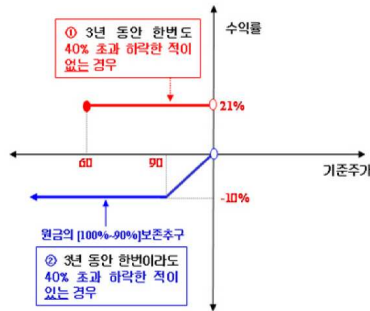 ① 3년 동안 한번도
40% 초과 하락한 적이
없는 경우
수익률
21%
60
90
기준주가
-10%
원금의 [100%~90%]보존추구
② 3년 동안 한번이라도
40% 초과 하락한 적이
있는 경우